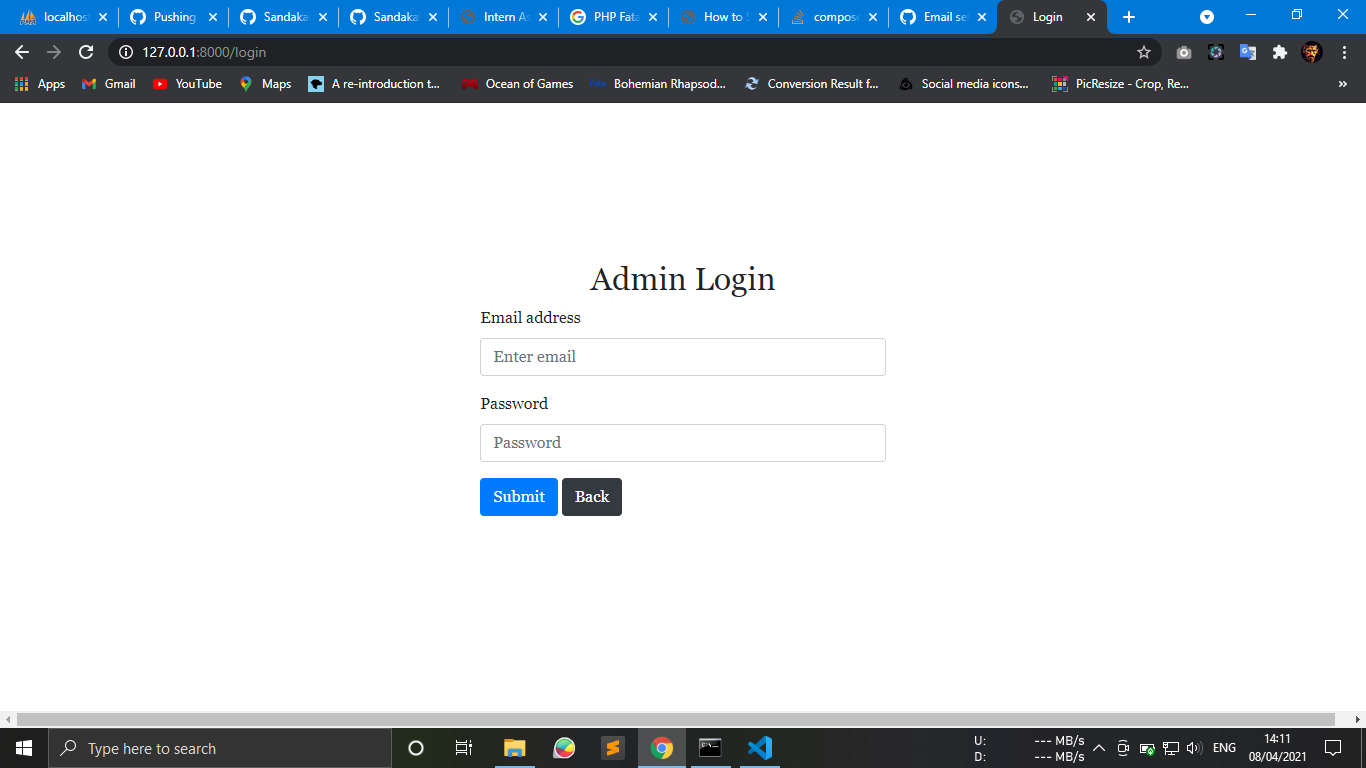 localhos
Pushing
Sandaka
Sandaka
Intern As
PHP Fata
How to S
compose
Email se
Login
127.0.0.1:8000/login
Apps
Gmail
YouTube
Maps
A re-introduction t...
Ocean of Games
Bohemian Rhapsod...
Conversion Result f...
Social media icons...
PicResize - Crop, Re...
»
Admin Login
Email address
Enter email
Password
Password
Submit Back
Type here to search
U: --- MB/s
D: --- MB/s
ENG
14:11
08/04/2021